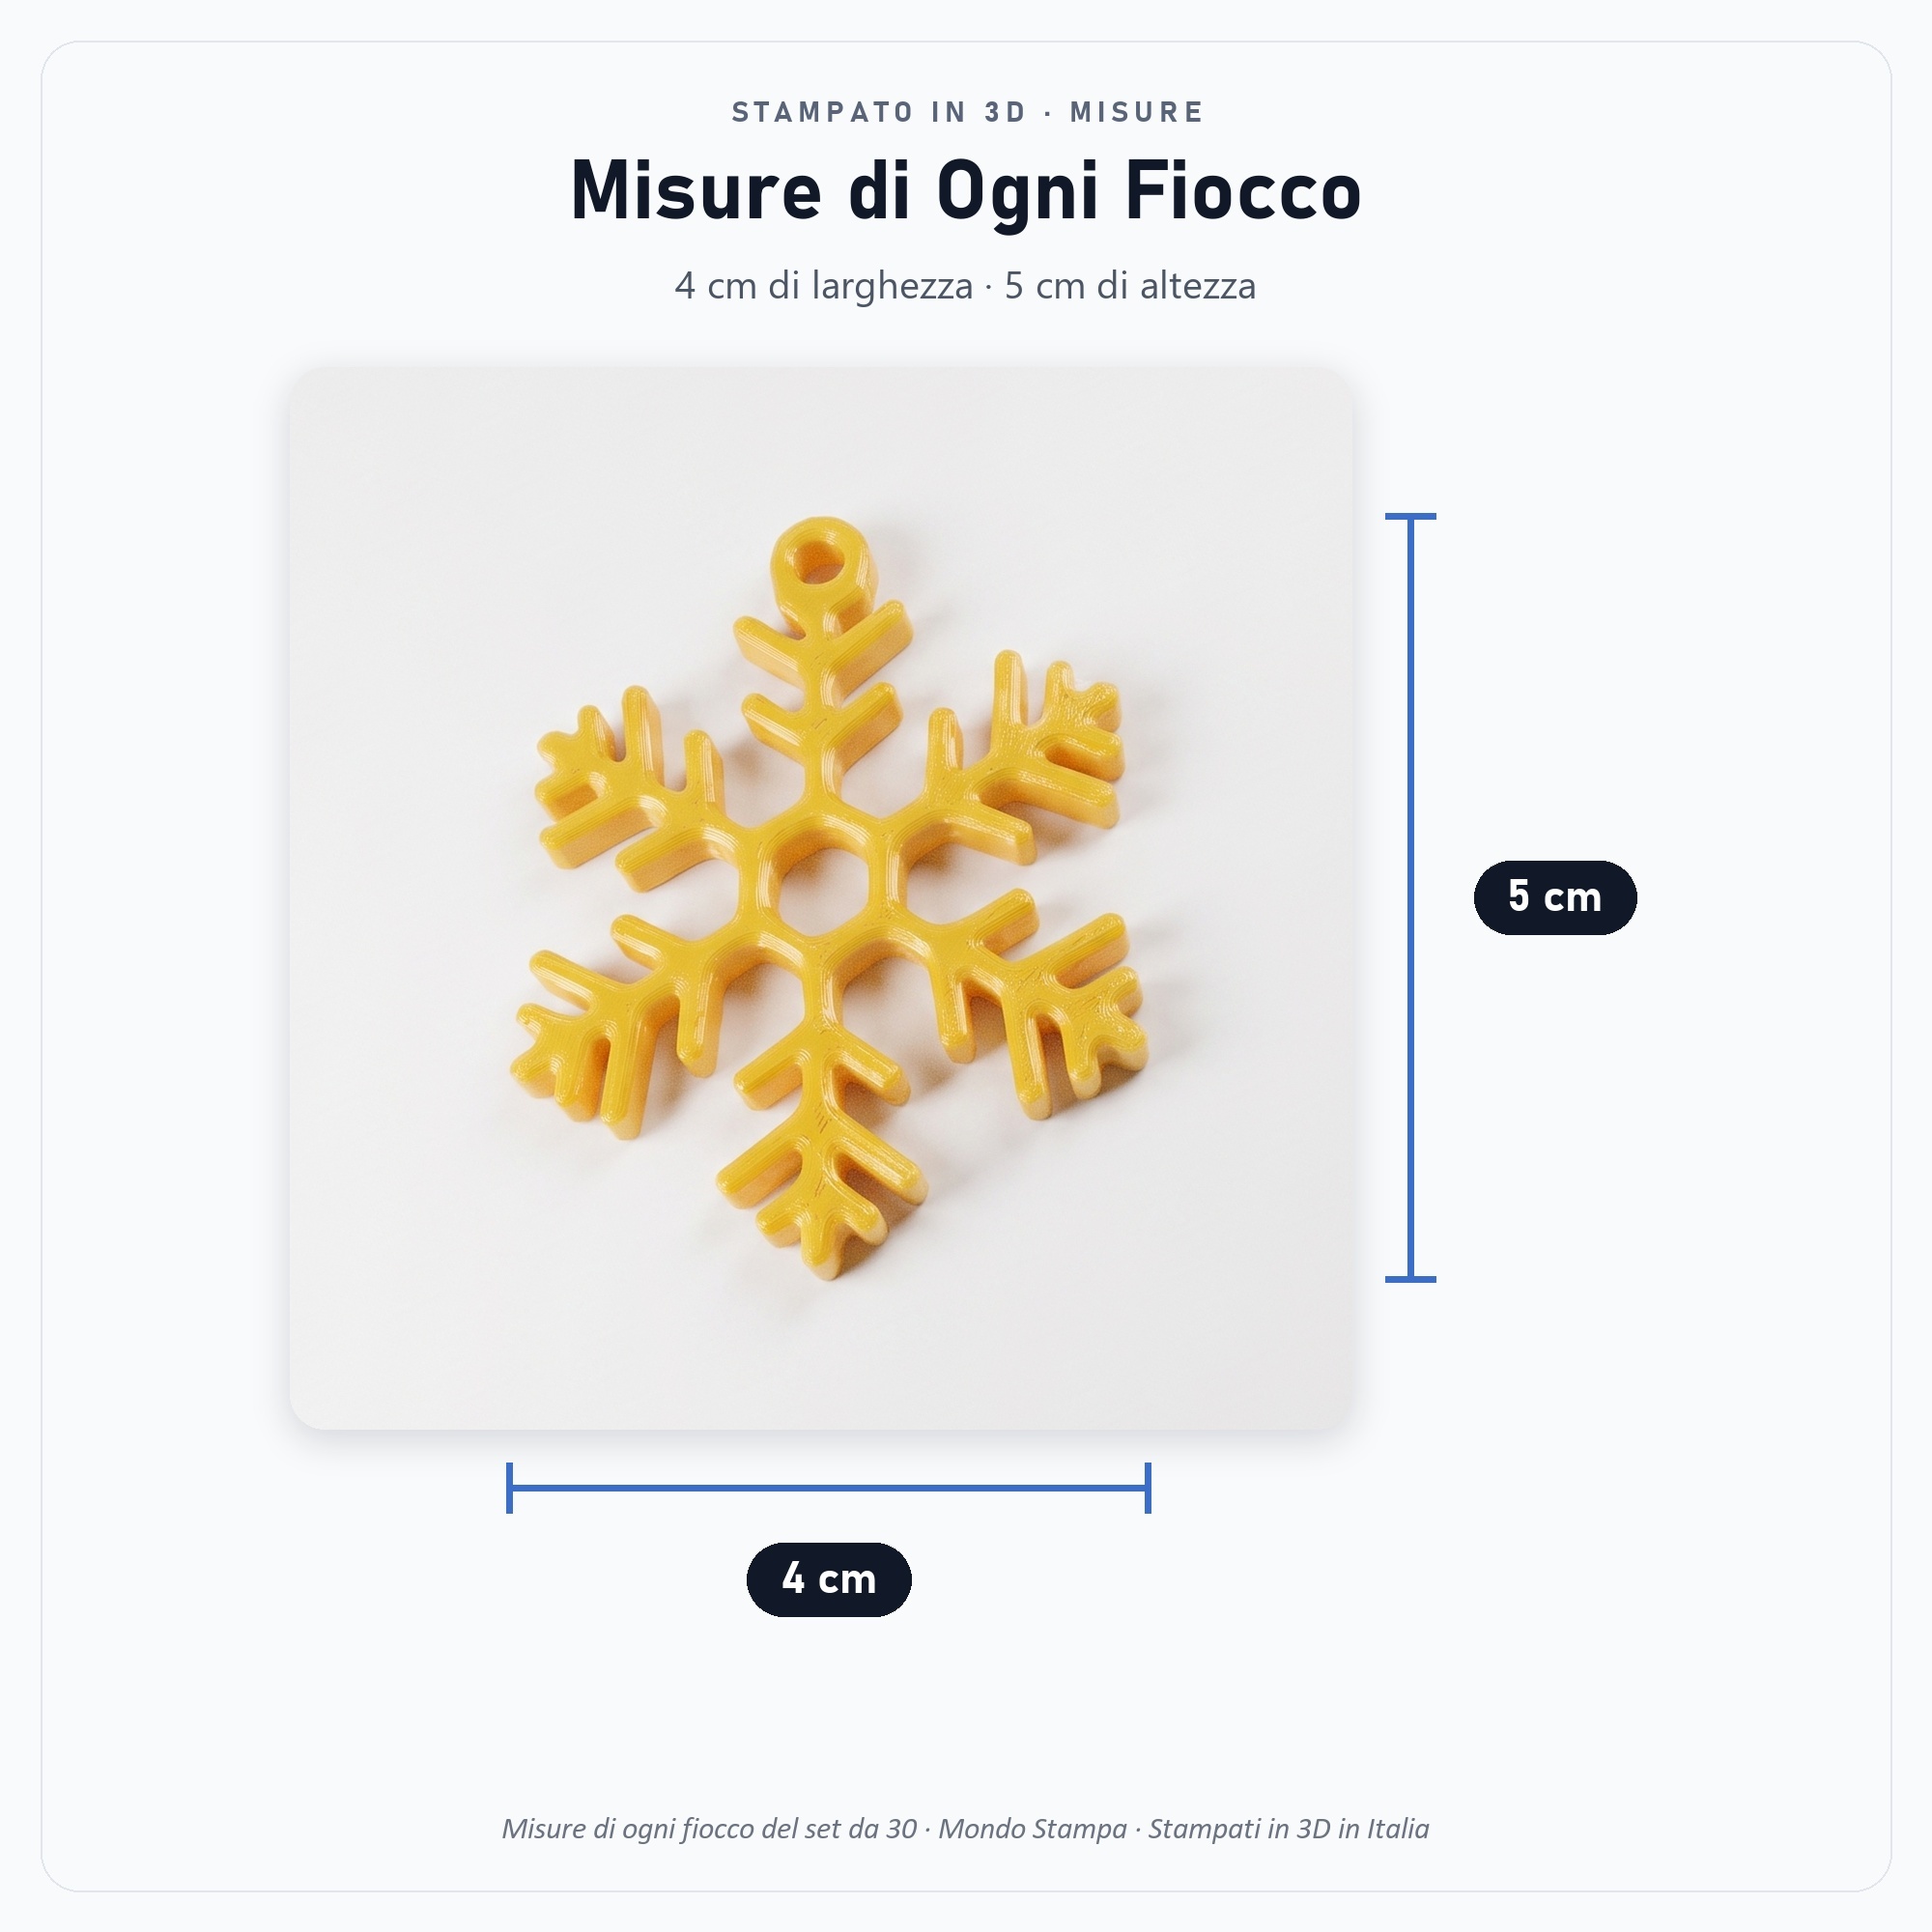 STAMPATO IN 3D · MISURE
Misure di Ogni Fiocco
4 cm di larghezza · 5 cm di altezza
5 cm
4 cm
Misure di ogni fiocco del set da 30 · Mondo Stampa · Stampati in 3D in Italia